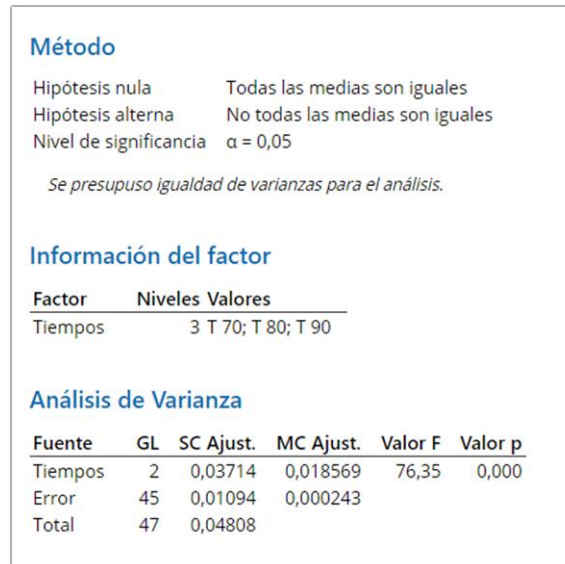 Método
Hipótesis nula Todas las medias son iguales
Hipótesis alterna No todas las medias son iguales
Nivel de significancia α = 0,05
Se presupuso igualdad de varianzas para el análisis.
Información del factor
Factor Niveles Valores
Tiempos 3 T 70; T 80; T 90
Análisis de Varianza
Fuente GL SC Ajust. MC Ajust. Valor F Valor p
Tiempos 2 0,03714 0,018569 76,35 0,000
Error 45 0,01094 0,000243
Total 47 0,04808